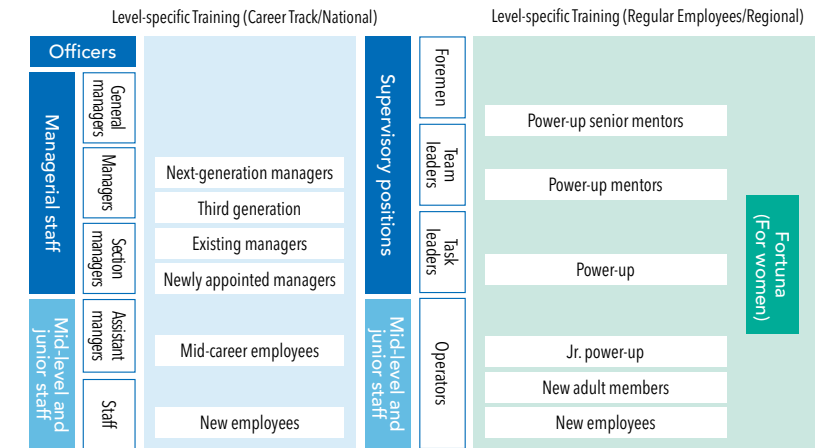 Level-specific Training (Career Track/National)
Officers
Managerial staff
General
managers
Managers
Section
managers
Mid-level and
junior staff
Assistant
mangers
Staff
Next-generation managers
Third generation
Existing managers
Newly appointed managers
Mid-career employees
New employees
Level-specific Training (Regular Employees/Regional)
Supervisory positions
Foremen
Team
leaders
Task
leaders
Mid-level and
junior staff
Operators
Power-up senior mentors
Power-up mentors
Power-up
Jr. power-up
New adult members
New employees
Fortuna
(For women)